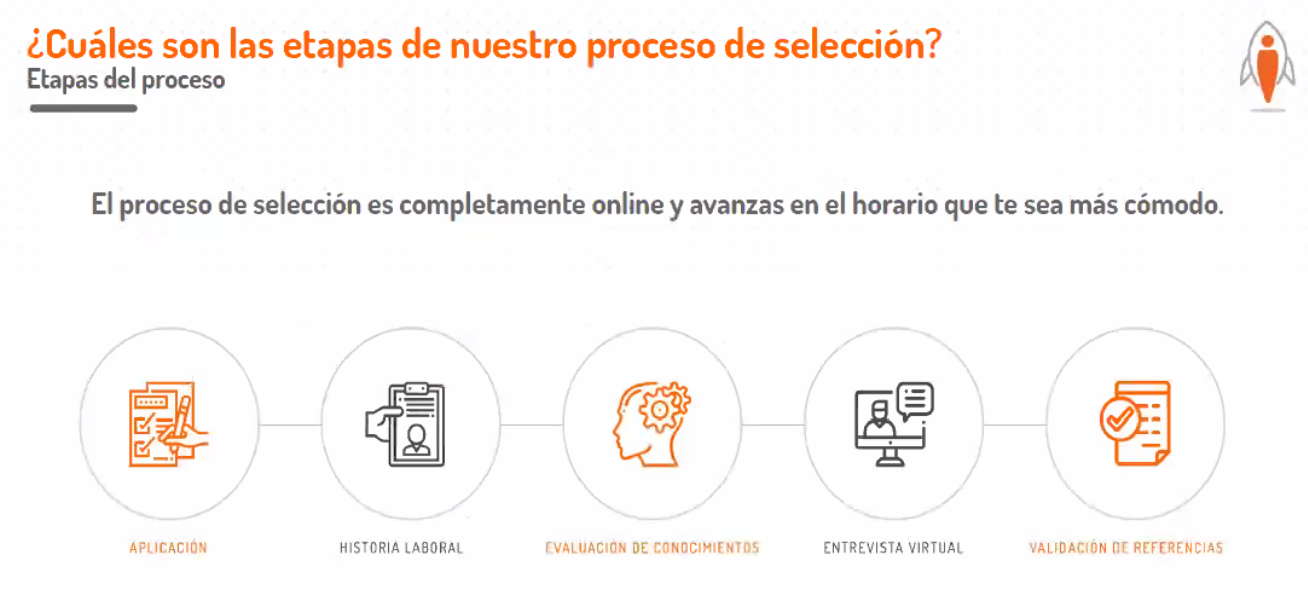 ¿Cuáles son las etapas de nuestro proceso de selección?
Etapas del proceso
El proceso de selección es completamente online y avanzas en el horario que te sea más cómodo.
APLICACIÓN
HISTORIA LABORAL
EVALUACIÓN DE CONOCIMIENTOS
ENTREVISTA VIRTUAL
VALIDACIÓN DE REFERENCIAS